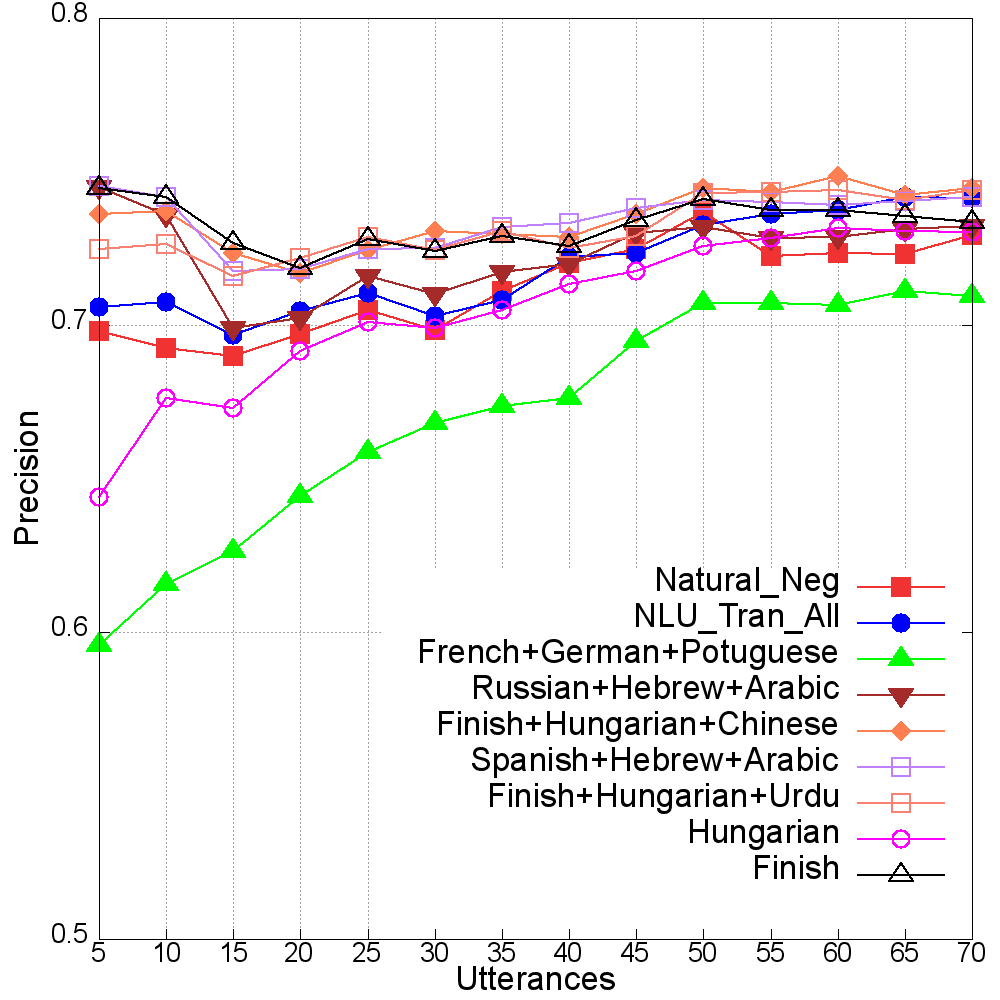 0.8
0.7
0.6
0.5
Precision
5 10 15 20 25 30 35 40 45 50 55 60 65 70
Utterances
Natural_Neg
NLU_Tran_All
French+German+Potuguese
Russian+Hebrew+Arabic
Finish+Hungarian+Chinese
Spanish+Hebrew+Arabic
Finish+Hungarian+Urdu
Hungarian
Finish